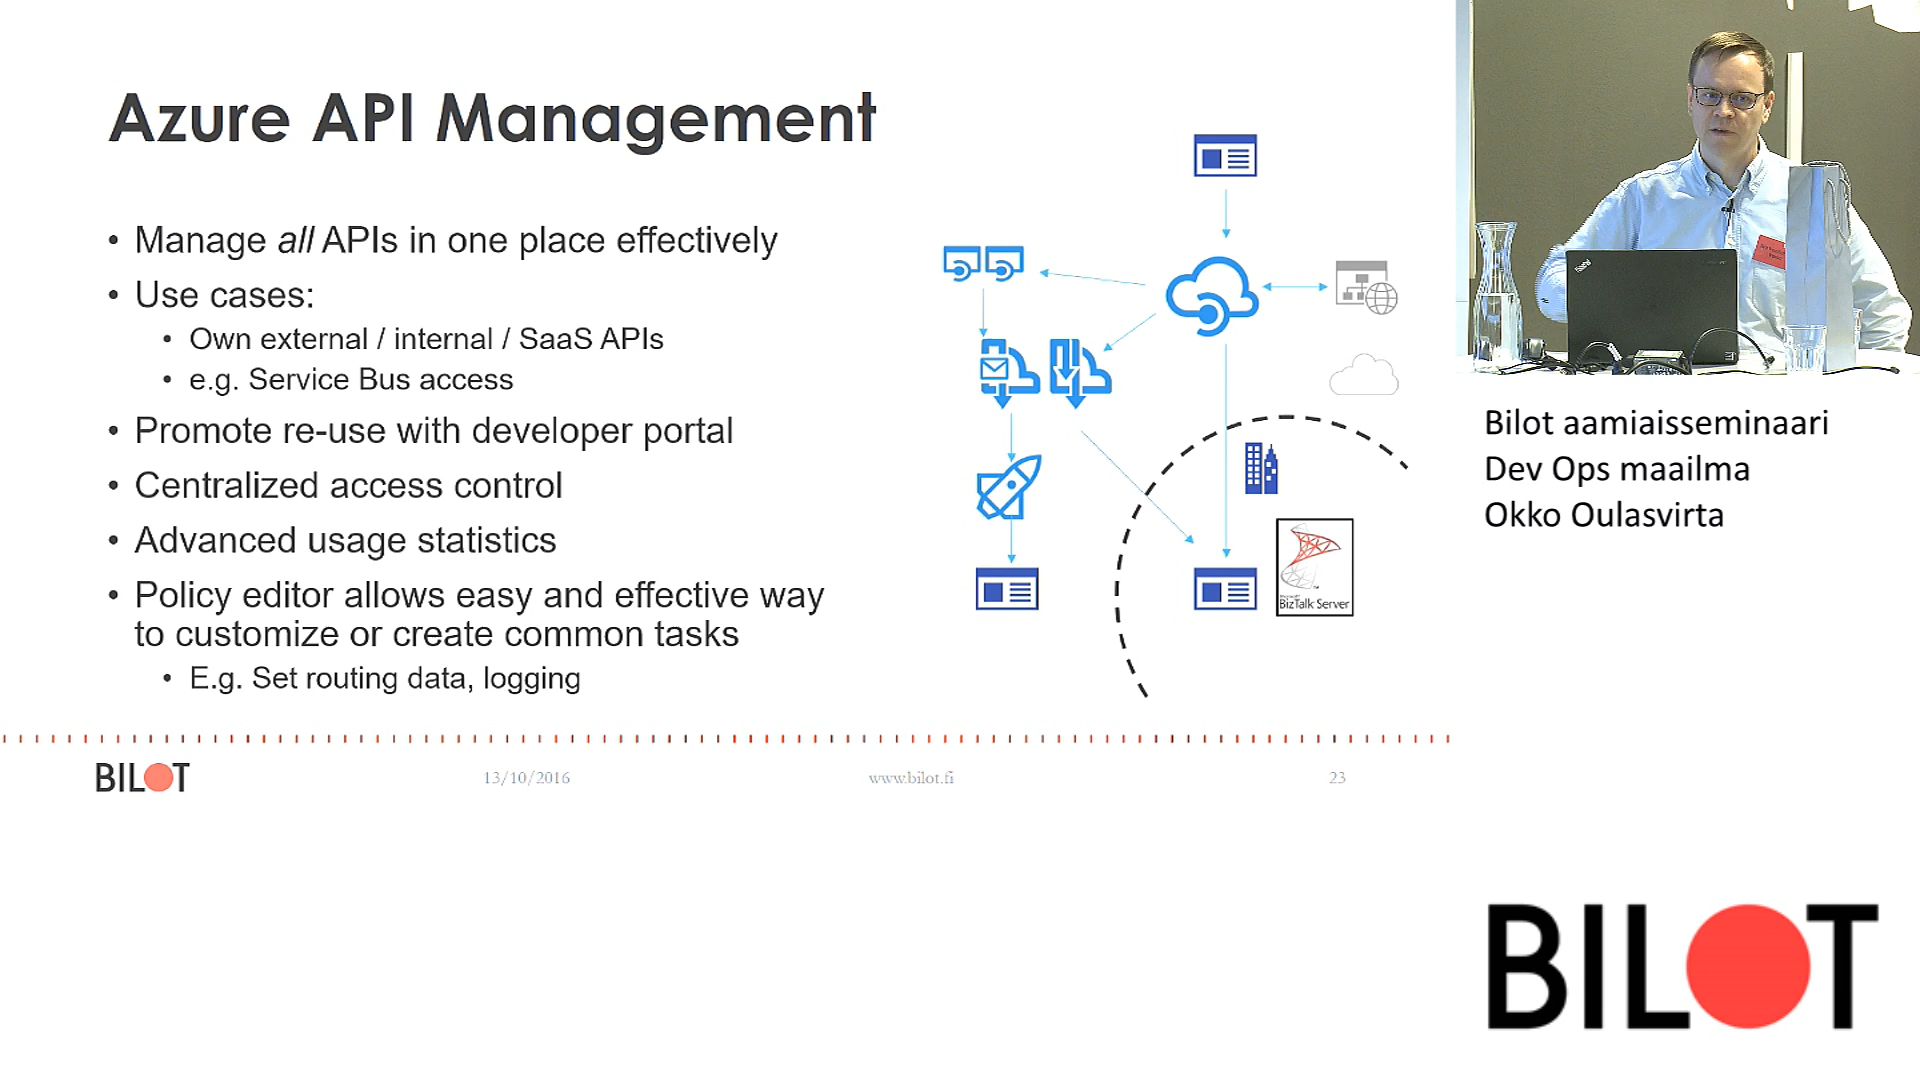 Azure API Management
• Manage all APIs in one place effectively
• Use cases:
• Own external / internal / SaaS APIs
• e.g. Service Bus access
• Promote re-use with developer portal
• Centralized access control
• Advanced usage statistics
• Policy editor allows easy and effective way
to customize or create common tasks
• E.g. Set routing data, logging
BizTalk Server
BILOT
13/10/2016
www.bilot.fi
23
Bilot aamiaisseminaari
Dev Ops maailma
Okko Oulasvirta
BILOT